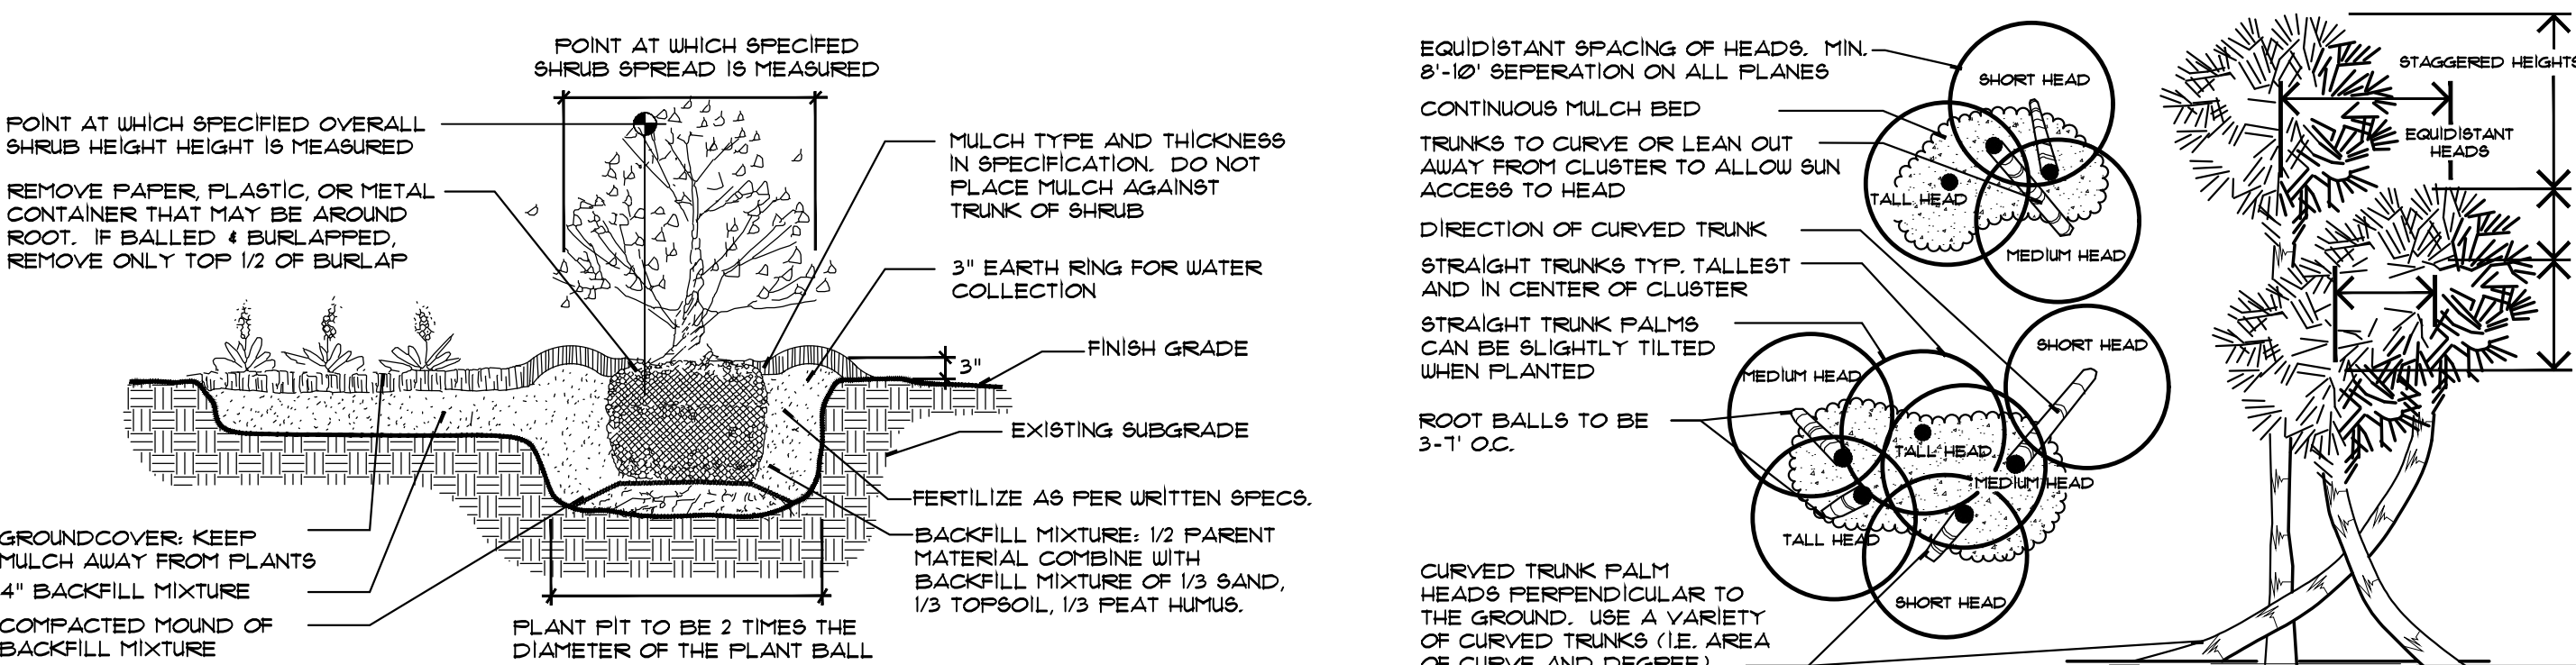 POINT AT WHICH SPECIFED
SHRUB SPREAD IS MEASURED
POINT AT WHICH SPECIFIED OVERALL
SHRUB HEIGHT HEIGHT IS MEASURED
REMOVE PAPER, PLASTIC, OR METAL
CONTAINER THAT MAY BE AROUND
ROOT. IF BALLED & BURLAPPED,
REMOVE ONLY TOP 1/2 OF BURLAP
MULCH TYPE AND THICKNESS
IN SPECIFICATION. DO NOT
PLACE MULCH AGAINST
TRUNK OF SHRUB
3" EARTH RING FOR WATER
COLLECTION
FINISH GRADE
3"
EXISTING SUBGRADE
FERTILIZE AS PER WRITTEN SPECS.
BACKFILL MIXTURE: 1/2 PARENT
MATERIAL COMBINE WITH
BACKFILL MIXTURE OF 1/3 SAND,
1/3 TOPSOIL, 1/3 PEAT HUMUS.
GROUNDCOVER: KEEP
MULCH AWAY FROM PLANTS
4" BACKFILL MIXTURE
COMPACTED MOUND OF
BACKFILL MIXTURE
PLANT PIT TO BE 2 TIMES THE
DIAMETER OF THE PLANT BALL
EQUIDISTANT SPACING OF HEADS. MIN.
8'-10' SEPERATION ON ALL PLANES
CONTINUOUS MULCH BED
TRUNKS TO CURVE OR LEAN OUT
AWAY FROM CLUSTER TO ALLOW SUN
ACCESS TO HEAD
DIRECTION OF CURVED TRUNK
STRAIGHT TRUNKS TYP. TALLEST
AND IN CENTER OF CLUSTER
STRAIGHT TRUNK PALMS
CAN BE SLIGHTLY TILTED
WHEN PLANTED
ROOT BALLS TO BE
3-7' O.C.
CURVED TRUNK PALM
HEADS PERPENDICULAR TO
THE GROUND. USE A VARIETY
OF CURVED TRUNKS (I.E. AREA
OF CURVE AND DEGREE)
SHORT HEAD
TALL HEAD
MEDIUM HEAD
SHORT HEAD
MEDIUM HEAD
TALL HEAD
MEDIUM HEAD
TALL HEAD
SHORT HEAD
STAGGERED HEIGHTS
EQUIDISTANT
HEADS